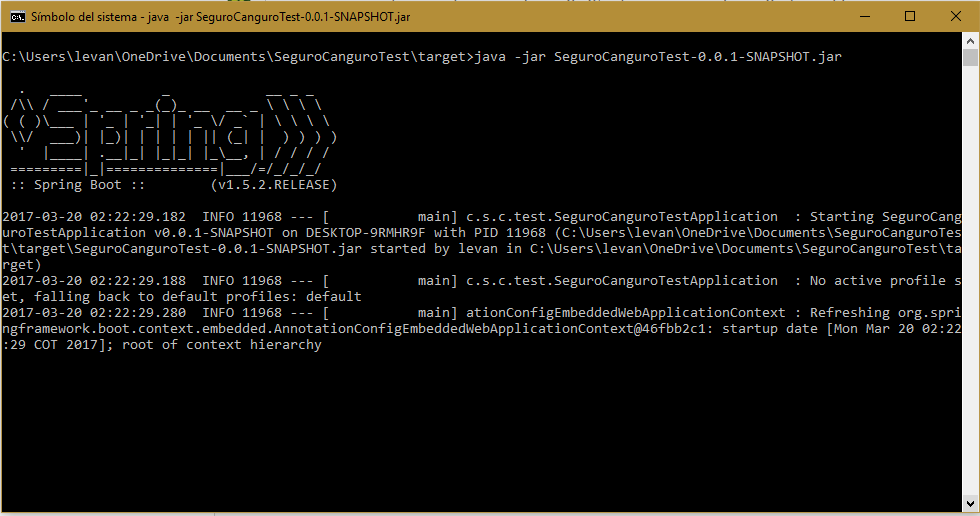 Símbolo del sistema - java  -jar SeguroCanguroTest-0.0.1-SNAPSHOT.jar
C:\Users\levan\OneDrive\Documents\SeguroCanguroTest\target>java -jar SeguroCanguroTest-0.0.1-SNAPSHOT.jar
  .   ____          _            __ _ _
 /\\ / ___'_ __ _ _(_)_ __  __ _ \ \ \ \
( ( )\___ | '_ | '_| | '_ \/ _` | \ \ \ \
 \\/  ___)| |_)| | | | | || (_| |  ) ) ) )
  '  |____| .__|_| |_|_| |_\__, | / / / /
 =========|_|==============|___/=/_/_/_/
 :: Spring Boot ::        (v1.5.2.RELEASE)
2017-03-20 02:22:29.182  INFO 11968 --- [           main] c.s.c.test.SeguroCanguroTestApplication  : Starting SeguroCang
uroTestApplication v0.0.1-SNAPSHOT on DESKTOP-9RMHR9F with PID 11968 (C:\Users\levan\OneDrive\Documents\SeguroCanguroTes
t\target\SeguroCanguroTest-0.0.1-SNAPSHOT.jar started by levan in C:\Users\levan\OneDrive\Documents\SeguroCanguroTest\ta
rget)
2017-03-20 02:22:29.188  INFO 11968 --- [           main] c.s.c.test.SeguroCanguroTestApplication  : No active profile s
et, falling back to default profiles: default
2017-03-20 02:22:29.280  INFO 11968 --- [           main] ationConfigEmbeddedWebApplicationContext : Refreshing org.spri
ngframework.boot.context.embedded.AnnotationConfigEmbeddedWebApplicationContext@46fbb2c1: startup date [Mon Mar 20 02:22
:29 COT 2017]; root of context hierarchy